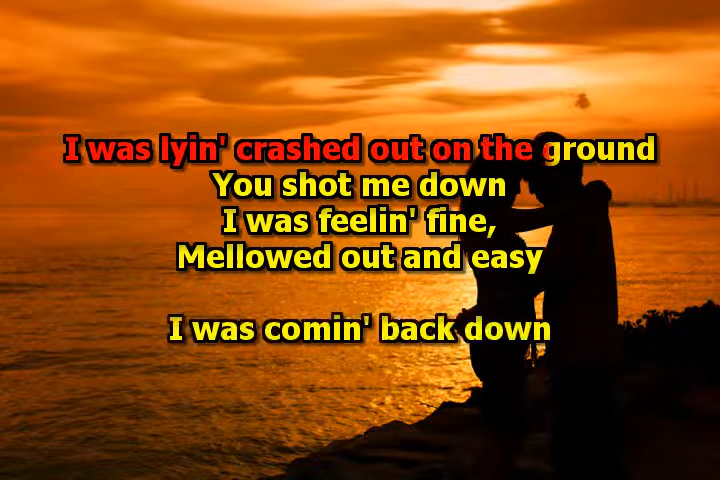 I was lyin' crashed out on the ground
You shot me down
I was feelin' fine,
Mellowed out and easy
I was comin' back down